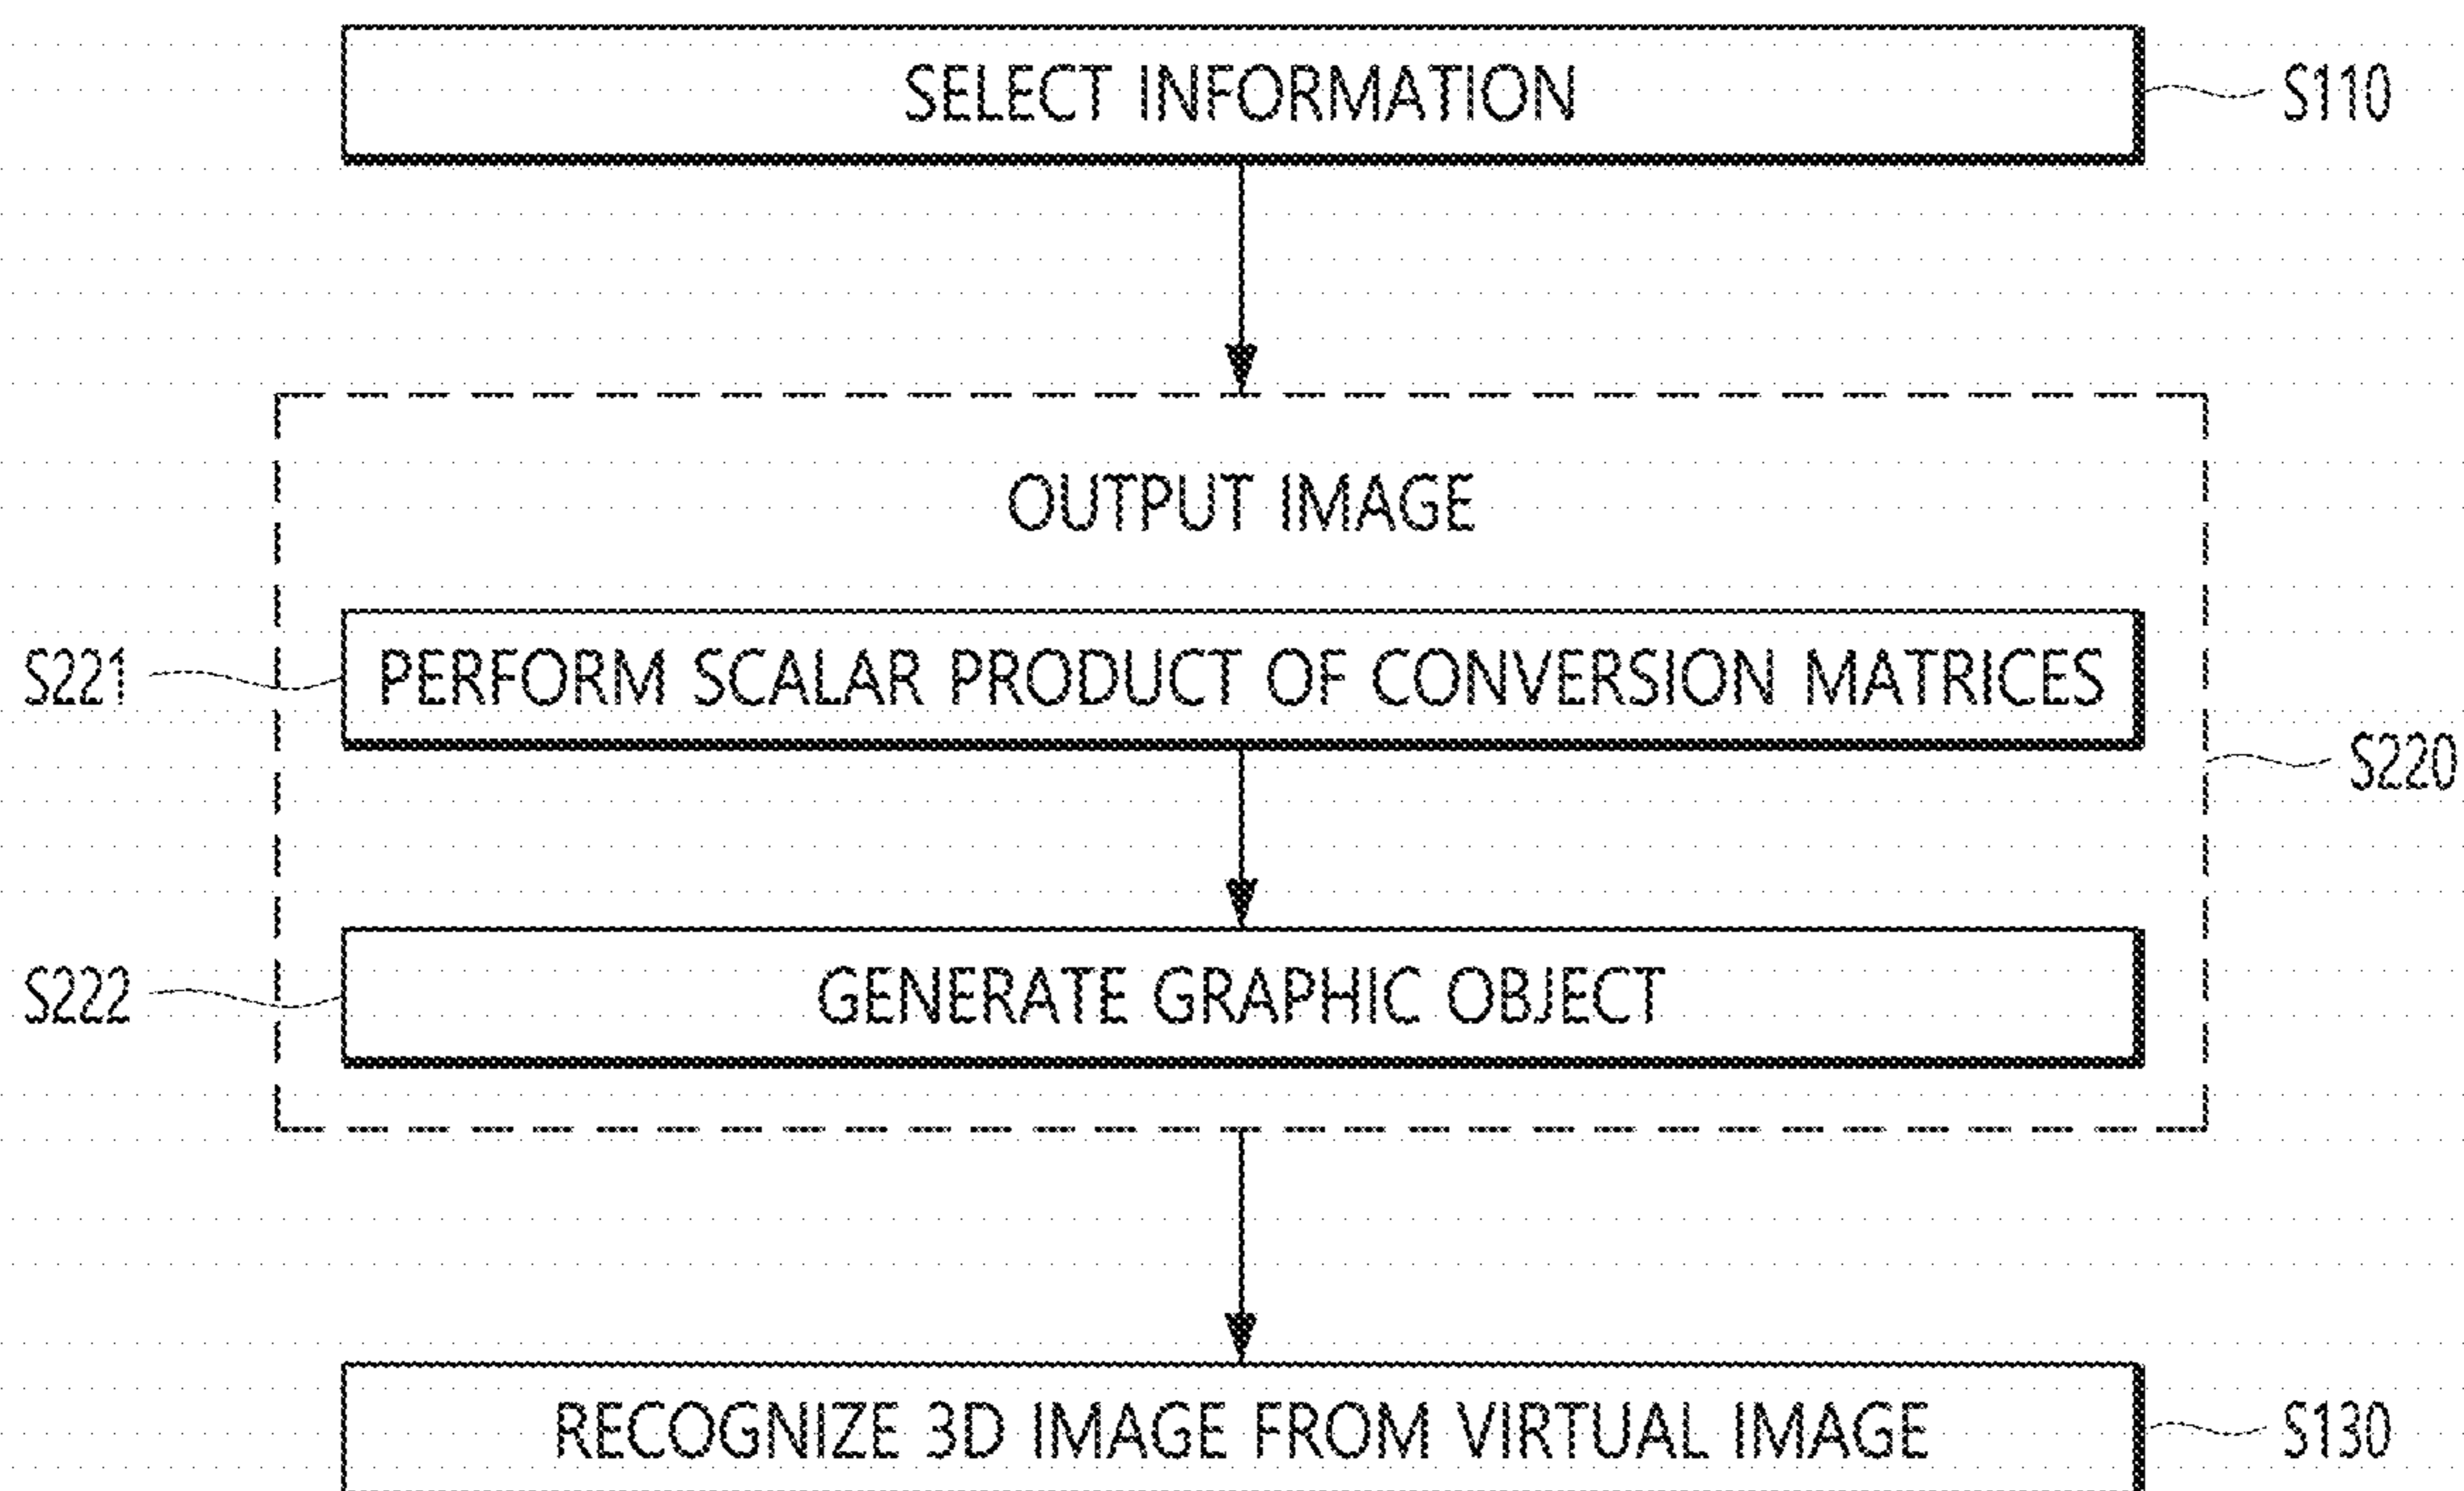 SELECT INFORMATION
S110
OUTPUT IMAGE
S221
PERFORM SCALAR PRODUCT OF CONVERSION MATRICES
S220
S222
GENERATE GRAPHIC OBJECT
RECOGNIZE 3D IMAGE FROM VIRTUAL IMAGE
S130